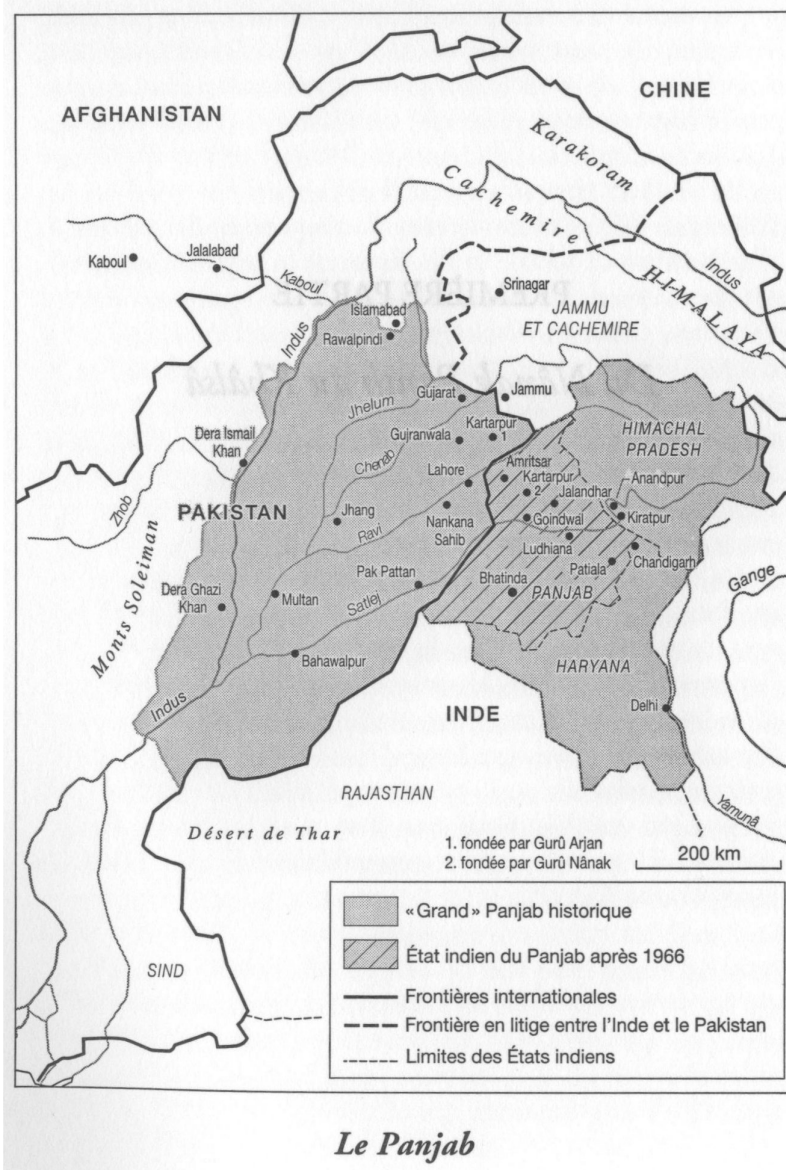 AFGHANISTAN
CHINE
Karakoram
Cachemire
Kaboul
Jalalabad
Kaboul
Indus
HIMALAYA
Srinagar
Islamabad
JAMMU
ET CACHEMIRE
Indus
Rawalpindi
Gujarat
Jammu
Jhelum
Kartarpur
1
HIMACHAL
PRADESH
Dera Ismail
Khan
Gujranwala
Chenab
Amritsar
Anandpur
Lahore
Kartarpur
2
Jalandhar
Zhob
PAKISTAN
Jhang
Ravi
Nankana
Sahib
Goindwal
Kiratpur
Ludhiana
Chandigarh
Monts Soleiman
Pak Pattan
Patiala
Gange
Dera Ghazi
Khan
Multan
Satlej
Bhatinda
PANJAB
Bahawalpur
HARYANA
Indus
INDE
Delhi
RAJASTHAN
Yamunâ
Désert de Thar
1. fondée par Gurû Arjan
2. fondée par Gurû Nânak
200 km
SIND
«Grand» Panjab historique
État indien du Panjab après 1966
Frontières internationales
Frontière en litige entre l'Inde et le Pakistan
Limites des États indiens
Le Panjab